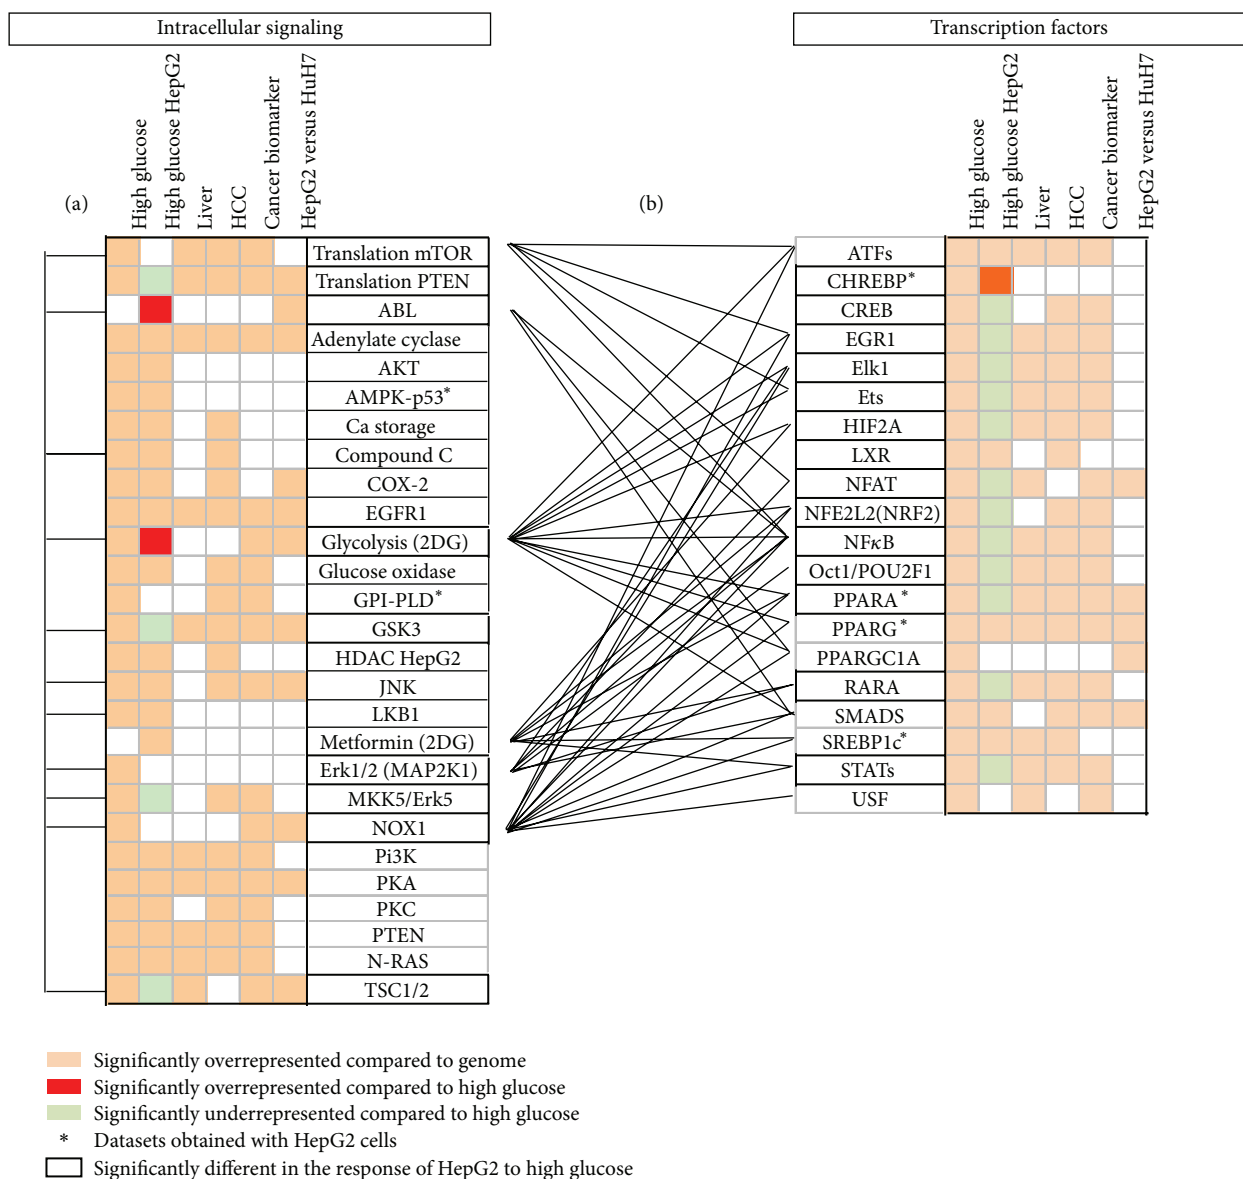 Intracellular signaling
Transcription factors
(a)
High glucose
High glucose HepG2
Liver
HCC
Cancer biomarker
HepG2 versus HuH7
(b)
High glucose
High glucose HepG2
Liver
HCC
Cancer biomarker
HepG2 versus HuH7
Translation mTOR
Translation PTEN
ABL
Adenylate cyclase
AKT
AMPK-p53*
Ca storage
Compound C
COX-2
EGFR1
Glycolysis (2DG)
Glucose oxidase
GPI-PLD*
GSK3
HDAC HepG2
JNK
LKB1
Metformin (2DG)
Erk1/2 (MAP2K1)
MKK5/Erk5
NOX1
Pi3K
PKA
PKC
PTEN
N-RAS
TSC1/2
ATFs
CHREBP*
CREB
EGR1
Elk1
Ets
HIF2A
LXR
NFAT
NFE2L2(NRF2)
NFκB
Oct1/POU2F1
PPARA*
PPARG*
PPARGC1A
RARA
SMADS
SREBP1c*
STATs
USF
Significantly overrepresented compared to genome
Significantly overrepresented compared to high glucose
Significantly underrepresented compared to high glucose
* Datasets obtained with HepG2 cells
Significantly different in the response of HepG2 to high glucose